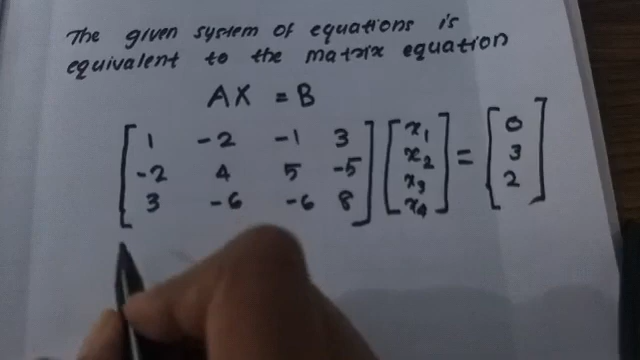 The given system of equations is
equivalent to the matrix equation
AX = B
[1 -2 -1 3] [x1] = [0]
[-2 4 5 -5] [x2] [3]
[3 -6 -6 8] [x3] [2]
[x4]